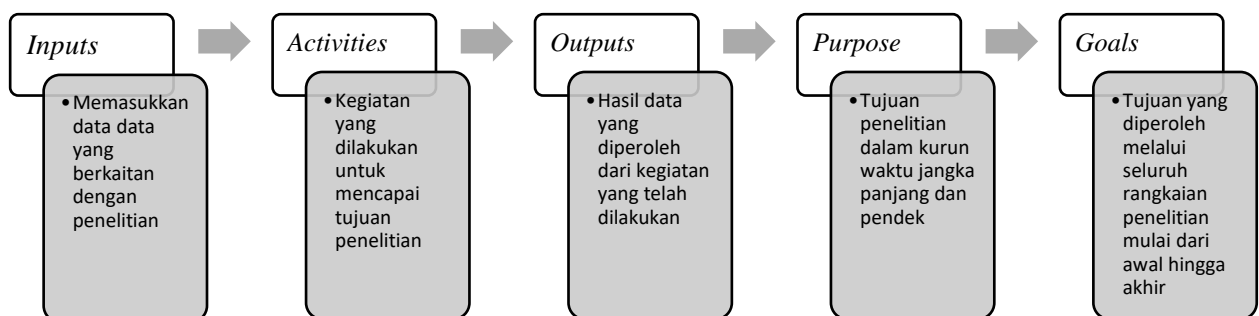 Inputs
•Memasukkan
data data
yang
berkaitan
dengan
penelitian
Activities
•Kegiatan
yang
dilakukan
untuk
mencapai
tujuan
penelitian
Outputs
•Hasil data
yang
diperoleh
dari kegiatan
yang telah
dilakukan
Purpose
•Tujuan
penelitian
dalam kurun
waktu jangka
panjang dan
pendek
Goals
•Tujuan yang
diperoleh
melalui
seluruh
rangkaian
penelitian
mulai dari
awal hingga
akhir